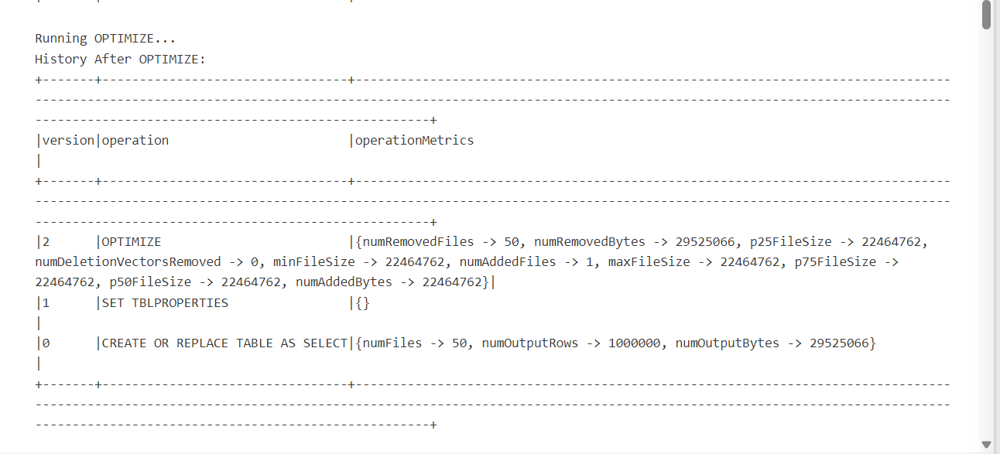 Running OPTIMIZE...
History After OPTIMIZE:
+-------+---------------------------------+--------------------------------------------------------------------------------
---------------------------------------------------------------------------------------------------------------------------
-----------------------------------------------------+
|version|operation                        |operationMetrics
|
+-------+---------------------------------+--------------------------------------------------------------------------------
---------------------------------------------------------------------------------------------------------------------------
-----------------------------------------------------+
|2      |OPTIMIZE                         |{numRemovedFiles -> 50, numRemovedBytes -> 29525066, p25FileSize -> 22464762,
numDeletionVectorsRemoved -> 0, minFileSize -> 22464762, numAddedFiles -> 1, maxFileSize -> 22464762, p75FileSize ->
22464762, p50FileSize -> 22464762, numAddedBytes -> 22464762}|
|1      |SET TBLPROPERTIES                |{}
|
|0      |CREATE OR REPLACE TABLE AS SELECT|{numFiles -> 50, numOutputRows -> 1000000, numOutputBytes -> 29525066}
|
+-------+---------------------------------+--------------------------------------------------------------------------------
---------------------------------------------------------------------------------------------------------------------------
-----------------------------------------------------+